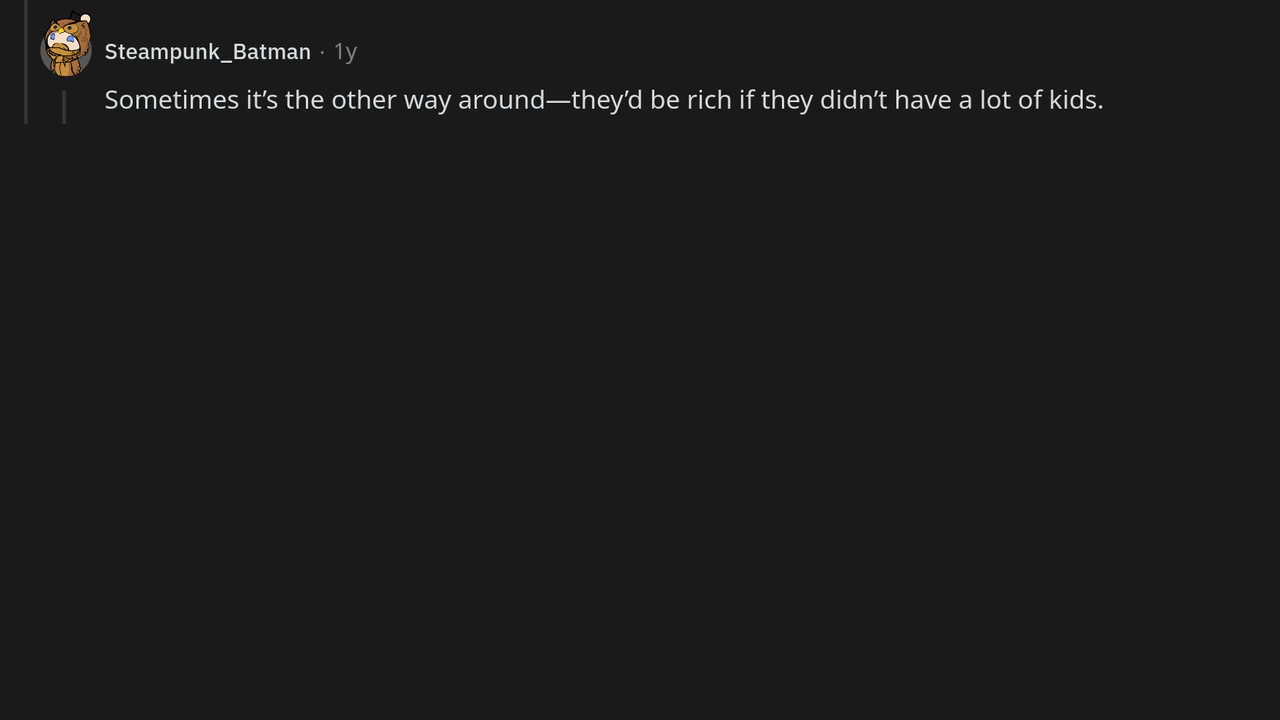 Steampunk_Batman · 1y
Sometimes it’s the other way around—they’d be rich if they didn’t have a lot of kids.